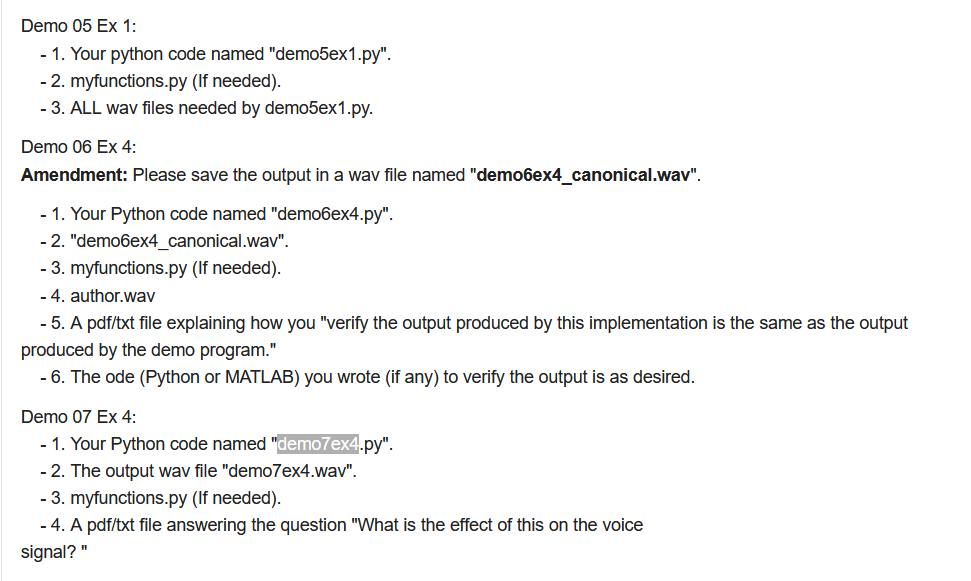 Demo 05 Ex 1:
- 1. Your python code named "demo5ex1.py".
- 2. myfunctions.py (If needed).
- 3. ALL wav files needed by demo5ex1.py.
Demo 06 Ex 4:
Amendment: Please save the output in a wav file named "demo6ex4_canonical.wav".
- 1. Your Python code named "demo6ex4.py".
- 2. "demo6ex4_canonical.wav".
- 3. myfunctions.py (If needed).
- 4. author.wav
- 5. A pdf/txt file explaining how you "verify the output produced by this implementation is the same as the output
produced by the demo program."
- 6. The ode (Python or MATLAB) you wrote (if any) to verify the output is as desired.
Demo 07 Ex 4:
- 1. Your Python code named "demo7ex4.py".
- 2. The output wav file "demo7ex4.wav".
- 3. myfunctions.py (If needed).
- 4. A pdf/txt file answering the question "What is the effect of this on the voice
signal? "